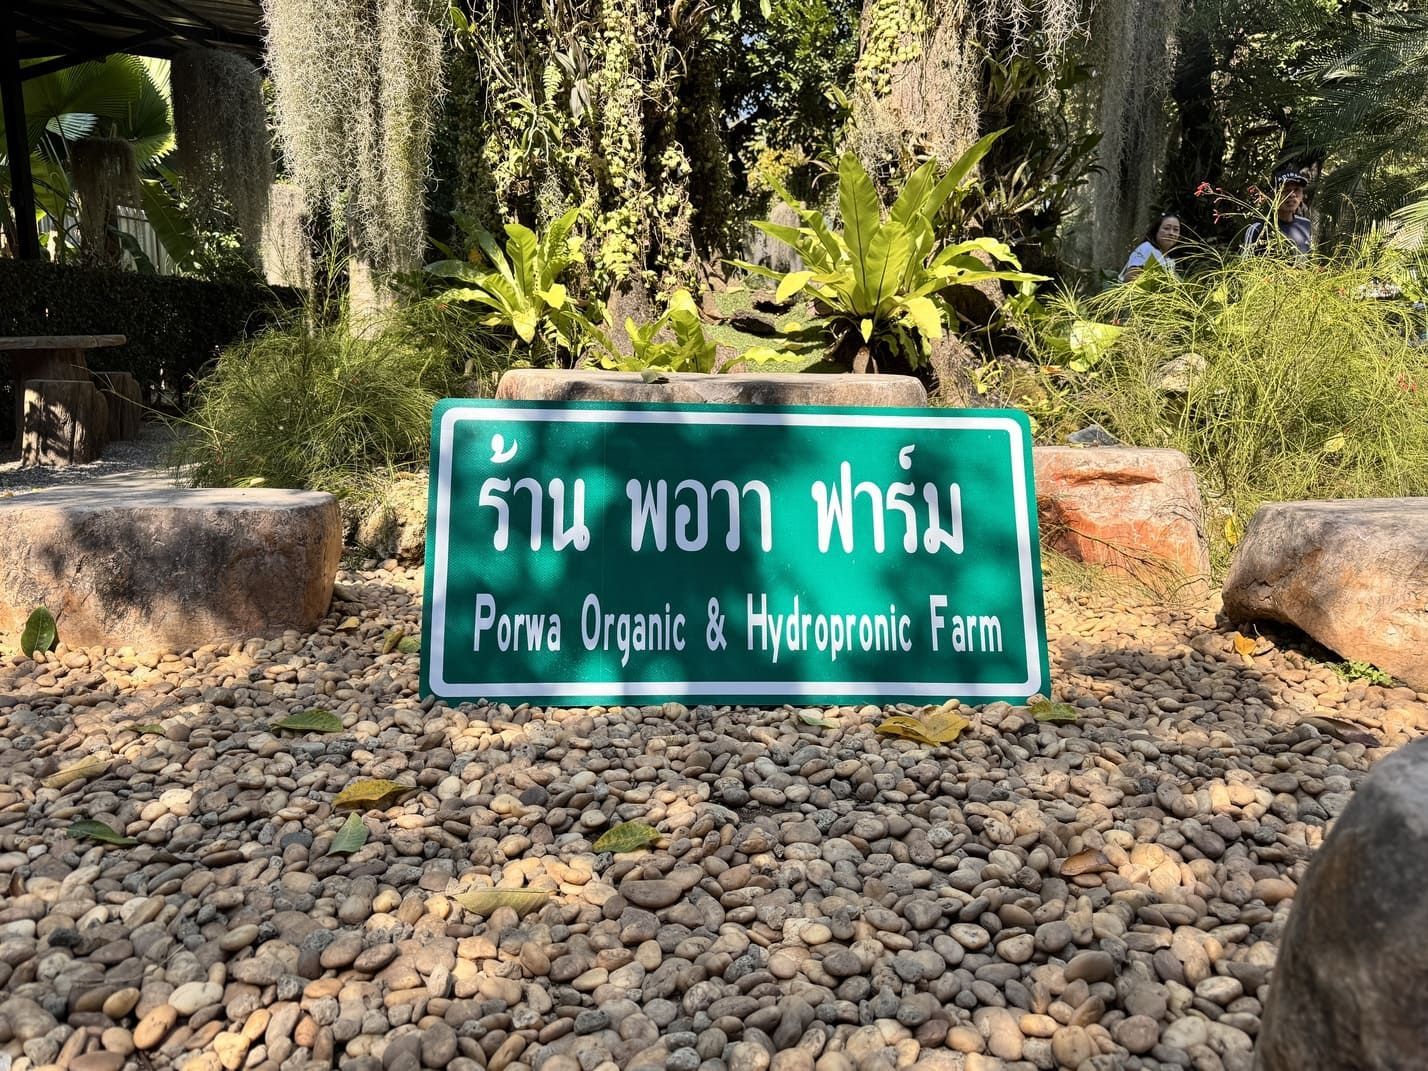 ร้าน พอวา ฟาร์ม
Porwa Organic & Hydropronic Farm